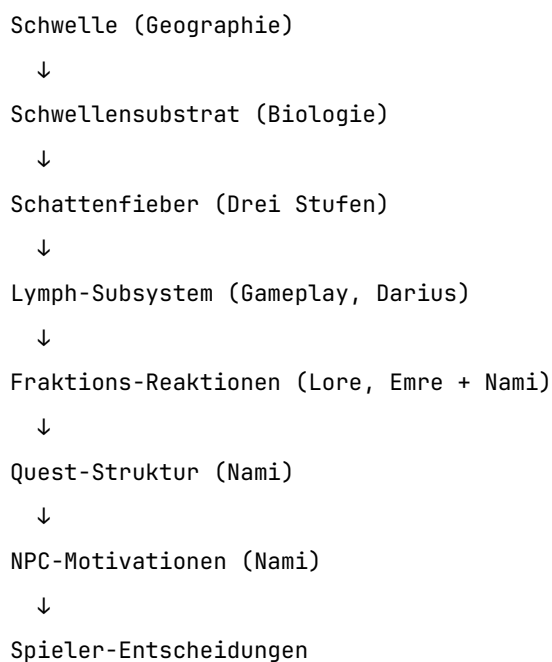 Schwelle (Geographie)
↓
Schwellensubstrat (Biologie)
↓
Schattenfieber (Drei Stufen)
↓
Lymph-Subsystem (Gameplay, Darius)
↓
Fraktions-Reaktionen (Lore, Emre + Nami)
↓
Quest-Struktur (Nami)
↓
NPC-Motivationen (Nami)
↓
Spieler-Entscheidungen